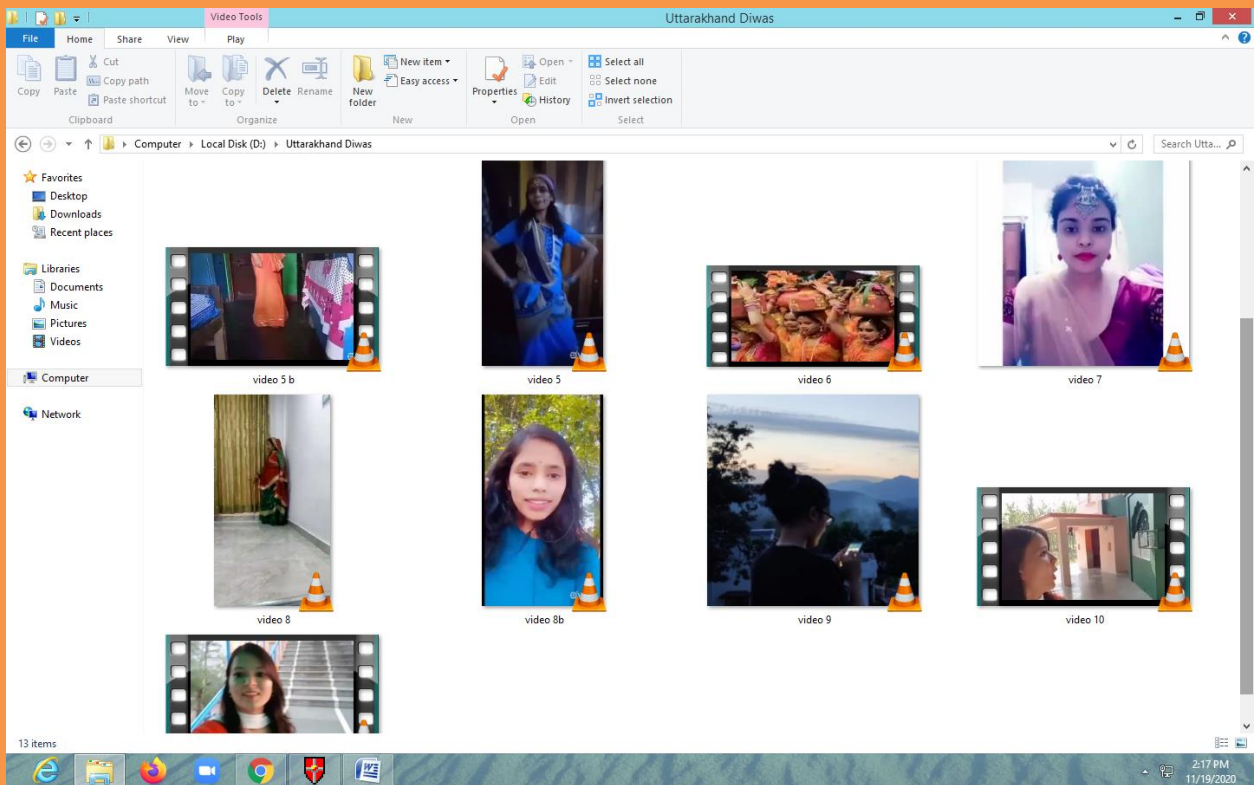 Video Tools
Uttarakhand Diwas
File Home Share View Play
Cut
Copy path
Paste shortcut
Copy Paste
Clipboard
Move to
Copy to
Delete Rename
Organize
New folder
New item
Easy access
New
Properties
Open
Edit
History
Open
Select all
Select none
Invert selection
Select
Computer Local Disk (D:) Uttarakhand Diwas
Search Utta...
Favorites
Desktop
Downloads
Recent places
Libraries
Documents
Music
Pictures
Videos
Computer
Network
video 5 b
video 5
video 6
video 7
video 8
video 8b
video 9
video 10
13 items
2:17 PM
11/19/2020